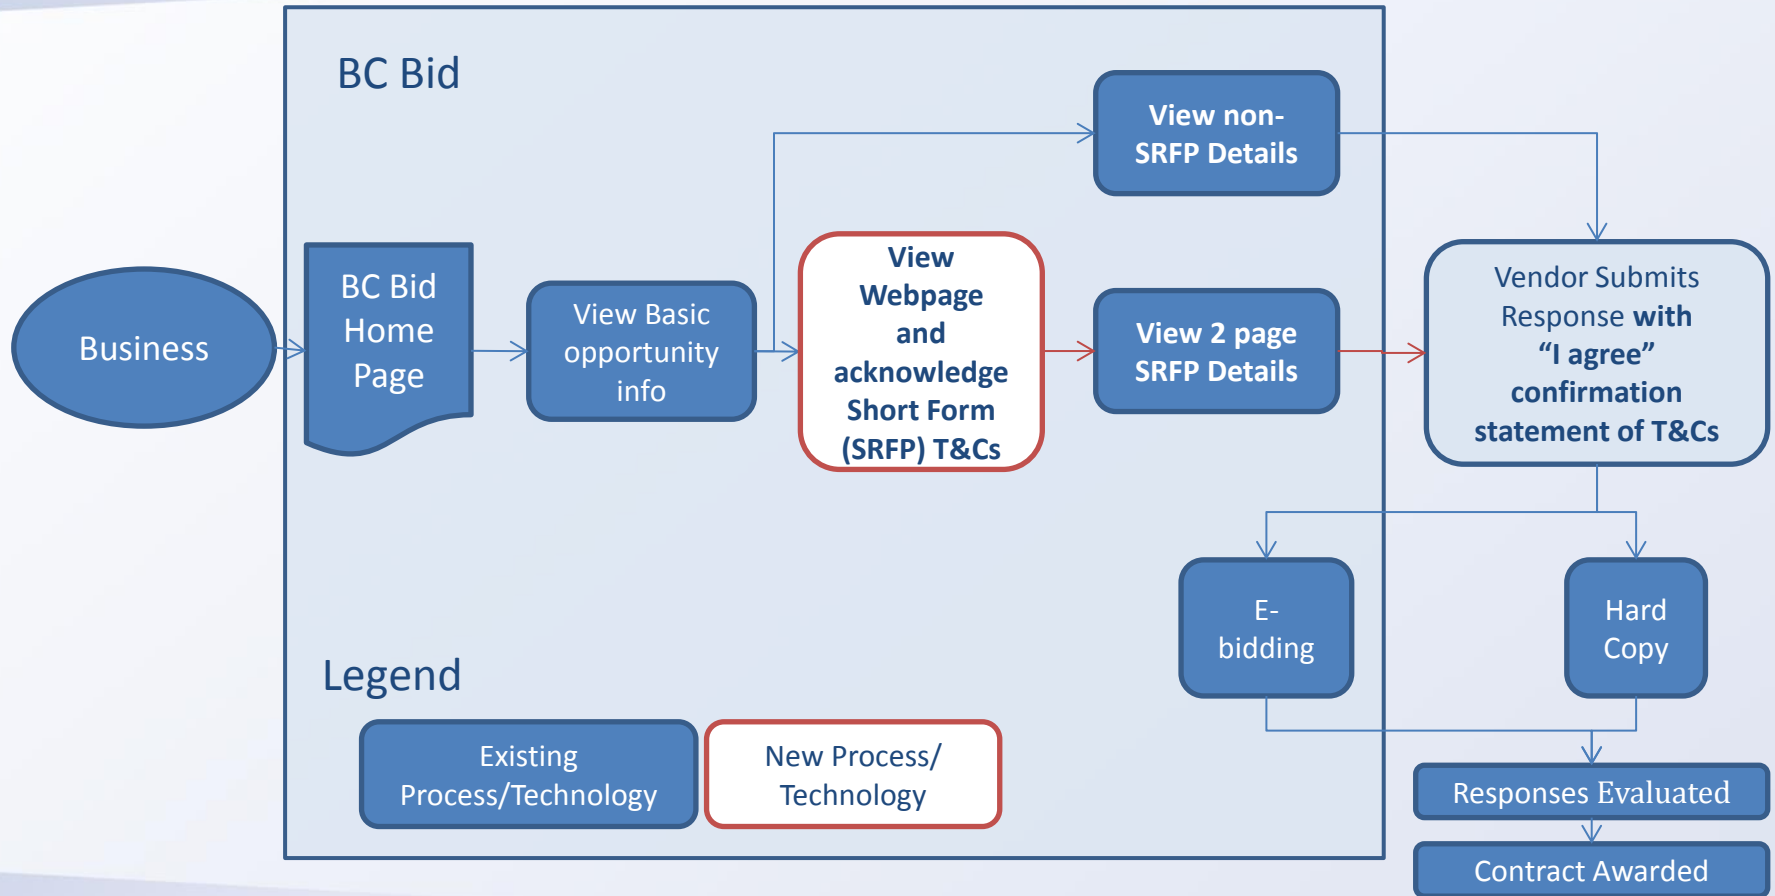 BC Bid
View non-
SRFP Details
Business
BC Bid
Home
Page
View Basic
opportunity
info
View
Webpage
and
acknowledge
Short Form
(SRFP) T&Cs
View 2 page
SRFP Details
Vendor Submits
Response with
“I agree”
confirmation
statement of T&Cs
E-
bidding
Hard
Copy
Legend
Existing
Process/Technology
New Process/
Technology
Responses Evaluated
Contract Awarded